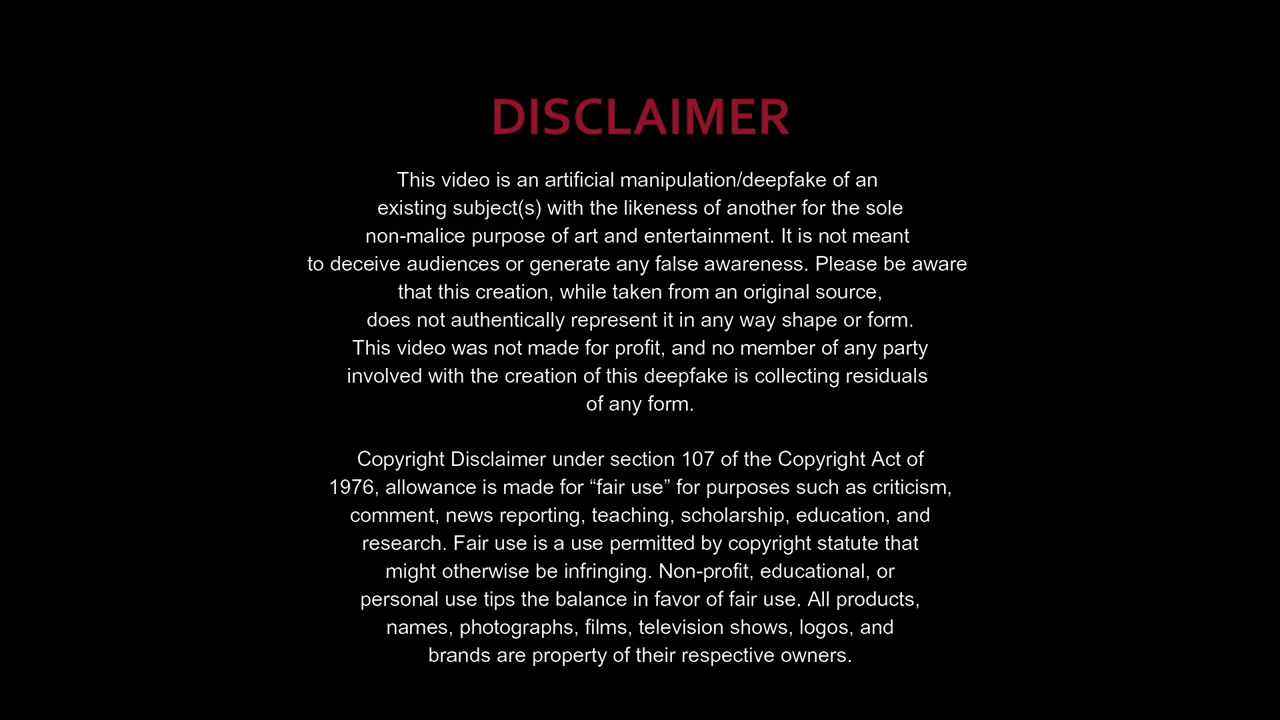 DISCLAIMER
This video is an artificial manipulation/deepfake of an
existing subject(s) with the likeness of another for the sole
non-malice purpose of art and entertainment. It is not meant
to deceive audiences or generate any false awareness. Please be aware
that this creation, while taken from an original source,
does not authentically represent it in any way shape or form.
This video was not made for profit, and no member of any party
involved with the creation of this deepfake is collecting residuals
of any form.
Copyright Disclaimer under section 107 of the Copyright Act of
1976, allowance is made for “fair use” for purposes such as criticism,
comment, news reporting, teaching, scholarship, education, and
research. Fair use is a use permitted by copyright statute that
might otherwise be infringing. Non-profit, educational, or
personal use tips the balance in favor of fair use. All products,
names, photographs, films, television shows, logos, and
brands are property of their respective owners.